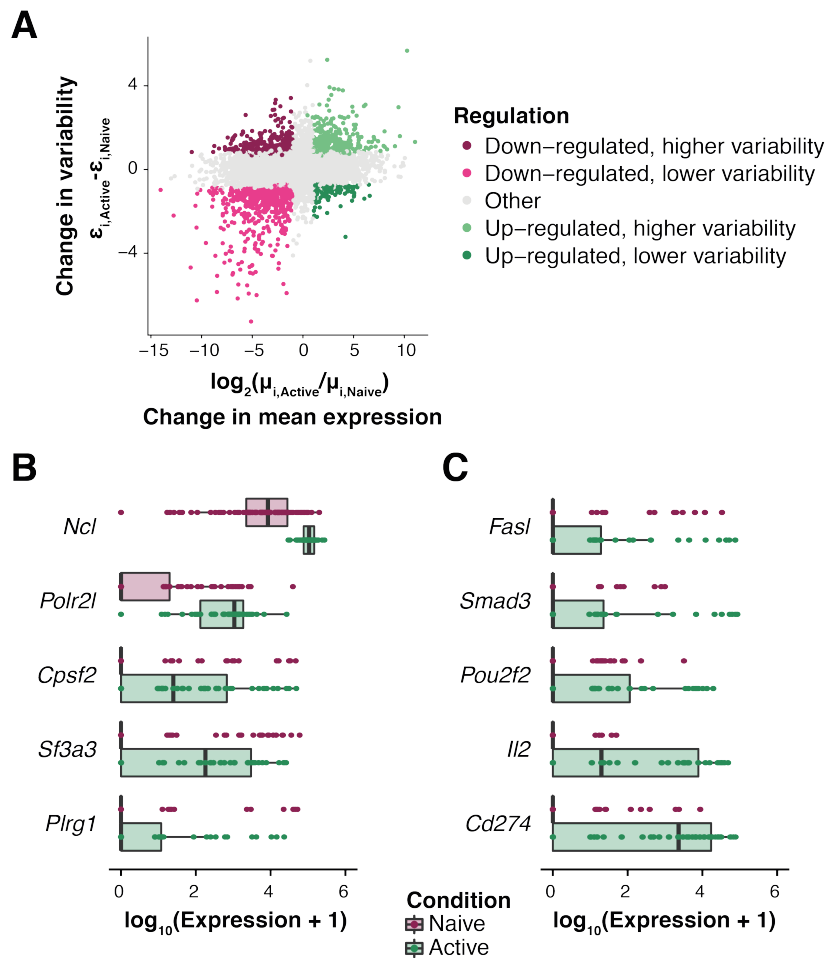 A
Change in variability
ε i,Active-ε i,Naive
4
0
−4
−15 −10 −5 0 5 10
log2(μi,Active/μi,Naive)
Change in mean expression
Regulation
Down−regulated, higher variability
Down−regulated, lower variability
Other
Up−regulated, higher variability
Up−regulated, lower variability
B
Ncl
Polr2l
Cpsf2
Sf3a3
Plrg1
0 2 4 6
log10(Expression + 1)
C
Fasl
Smad3
Pou2f2
Il2
Cd274
0 2 4 6
log10(Expression + 1)
Condition
Naive
Active